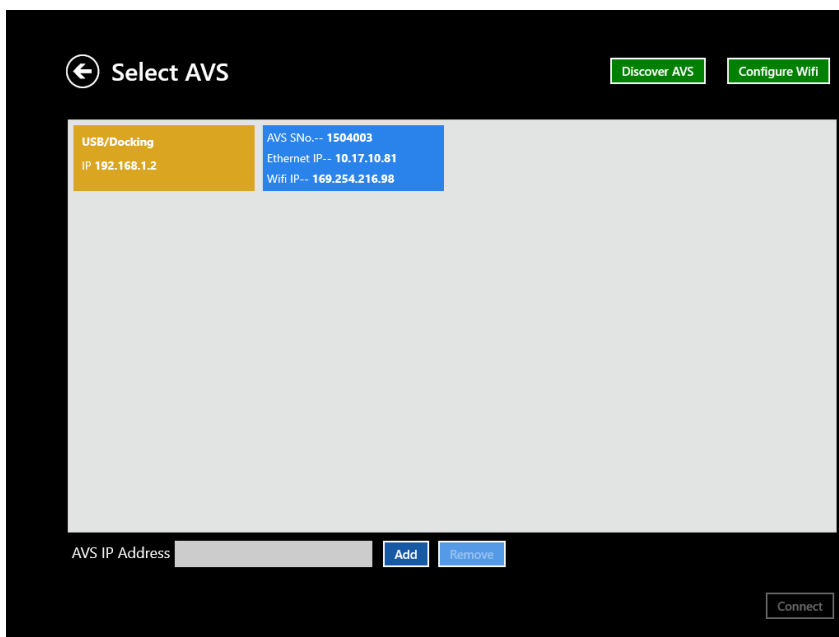 Select AVS
Discover AVS
Configure Wifi
USB/Docking
IP 192.168.1.2
AVS SNo.-- 1504003
Ethernet IP-- 10.17.10.81
Wifi IP-- 169.254.216.98
AVS IP Address
Add
Remove
Connect